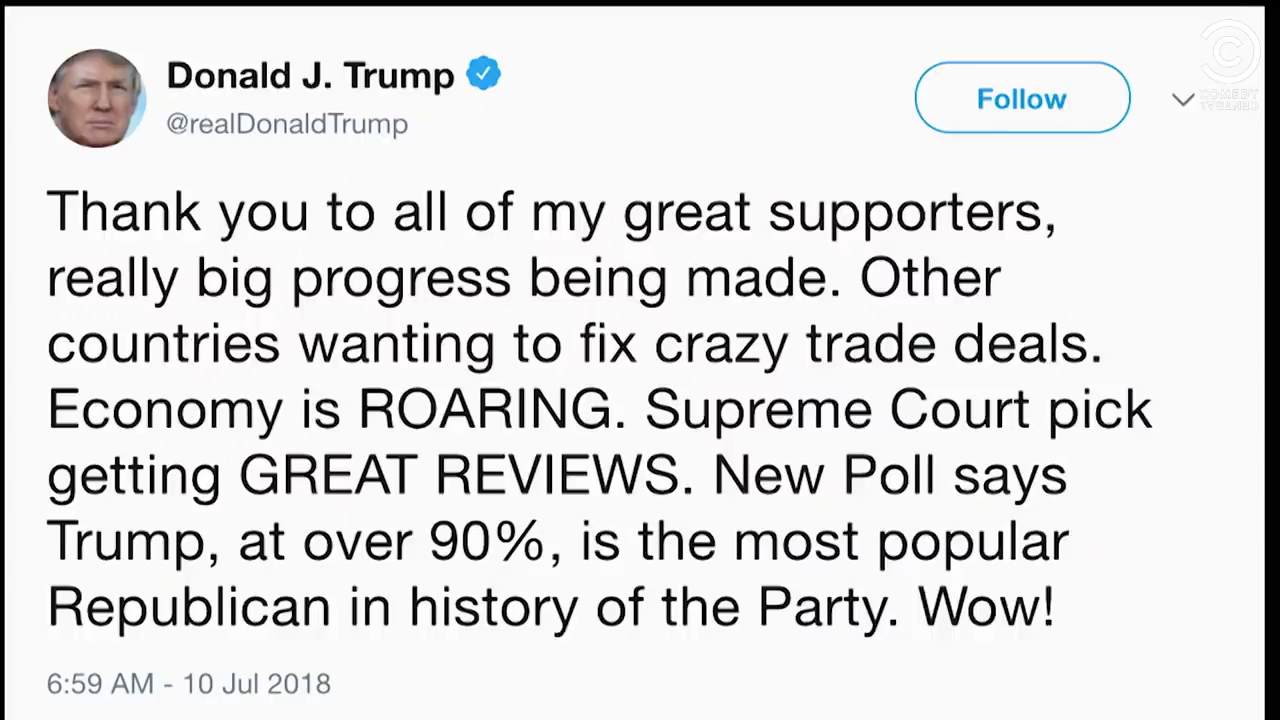 Donald J. Trump
@realDonaldTrump
Follow
COMEDY
CENTRAL
Thank you to all of my great supporters,
really big progress being made. Other
countries wanting to fix crazy trade deals.
Economy is ROARING. Supreme Court pick
getting GREAT REVIEWS. New Poll says
Trump, at over 90%, is the most popular
Republican in history of the Party. Wow!
6:59 AM - 10 Jul 2018